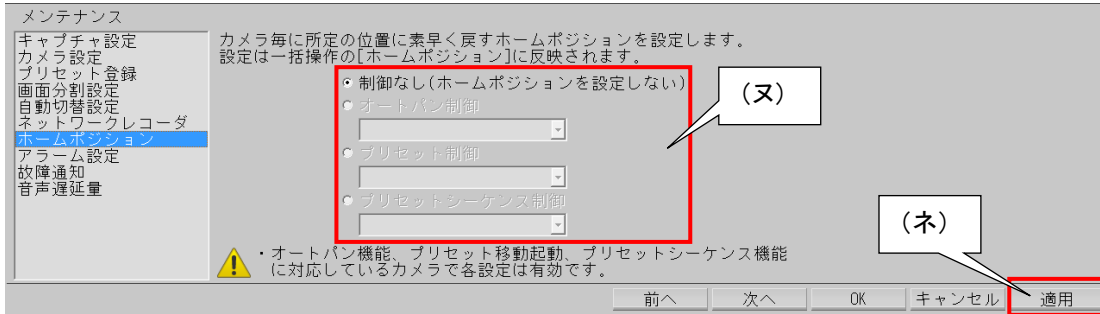 メンテナンス
キャプチャ設定
カメラ設定
プリセット登録
画面分割設定
自動切替設定
ネットワークレコーダ
ホームポジション
アラーム設定
故障通知
音声遅延量
カメラ毎に所定の位置に素早く戻すホームポジションを設定します。
設定は一括操作の[ホームポジション]に反映されます。
制御なし(ホームポジションを設定しない)
オートパン制御
プリセット制御
プリセットシーケンス制御
(ヌ)
・オートパン機能、プリセット移動起動、プリセットシーケンス機能
に対応しているカメラで各設定は有効です。
(ネ)
前へ 次へ OK キャンセル 適用